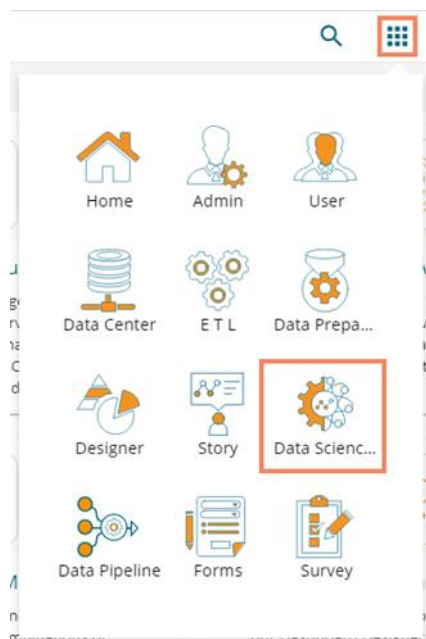 Home Admin User
Data Center E T L Data Prepa...
Designer Story Data Scienc...
Data Pipeline Forms Survey